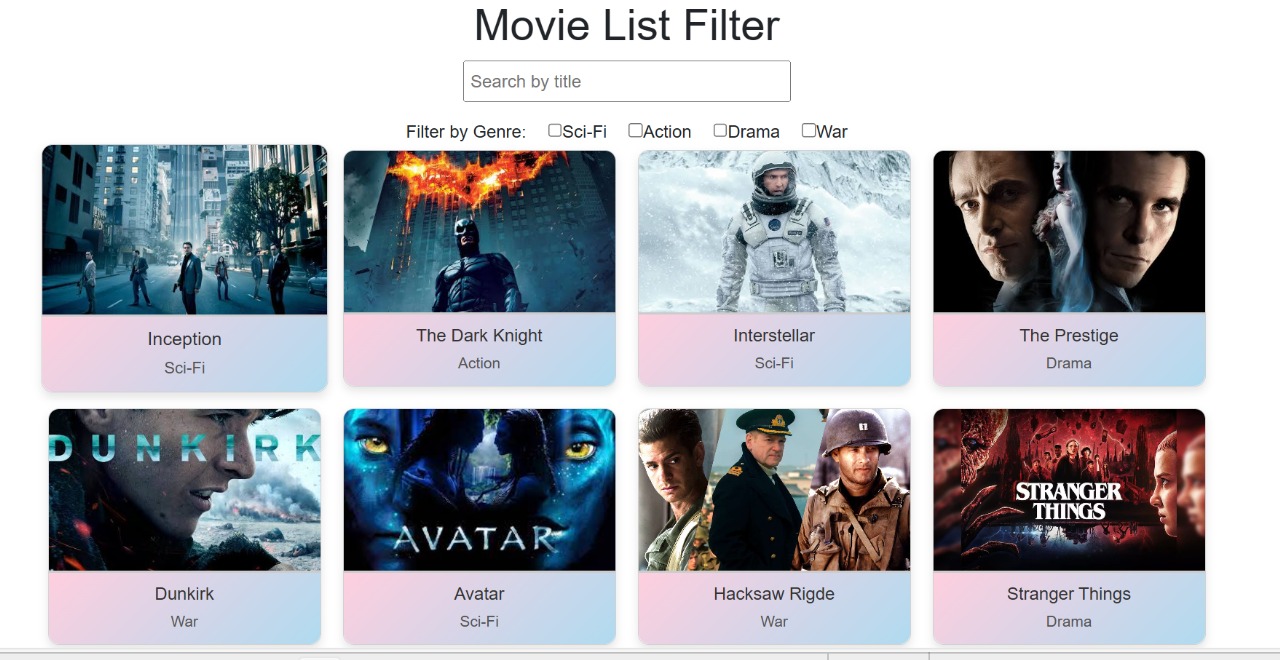 Movie List Filter
Search by title
Filter by Genre: Sci-Fi Action Drama War
Inception
Sci-Fi
The Dark Knight
Action
Interstellar
Sci-Fi
The Prestige
Drama
DUNKIRK
Dunkirk
War
AVATAR
Avatar
Sci-Fi
Hacksaw Rigde
War
STRANGER
THINGS
Stranger Things
Drama